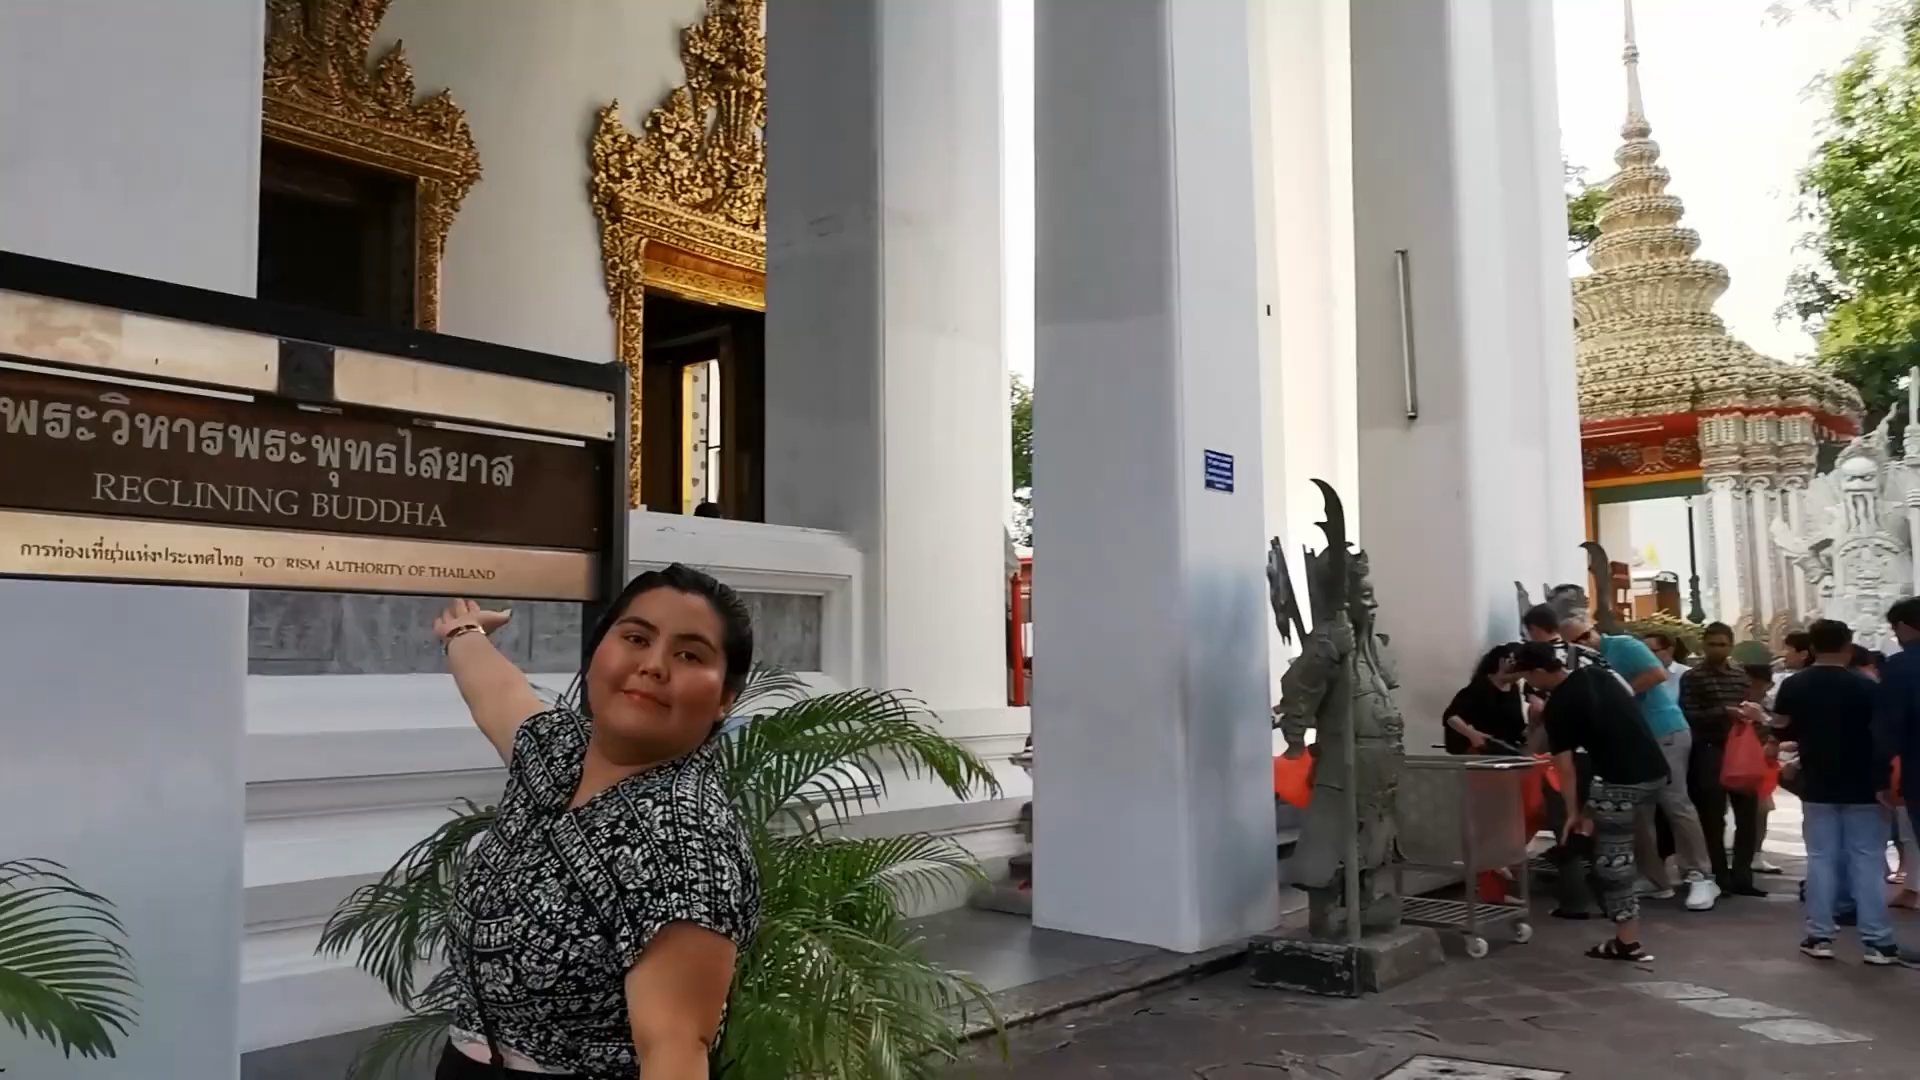 พระวิหารพระพุทธไสยาส
RECLINING BUDDHA
การท่องเที่ยวแห่งประเทศไทย TO RISM AUTHORITY OF THAILAND